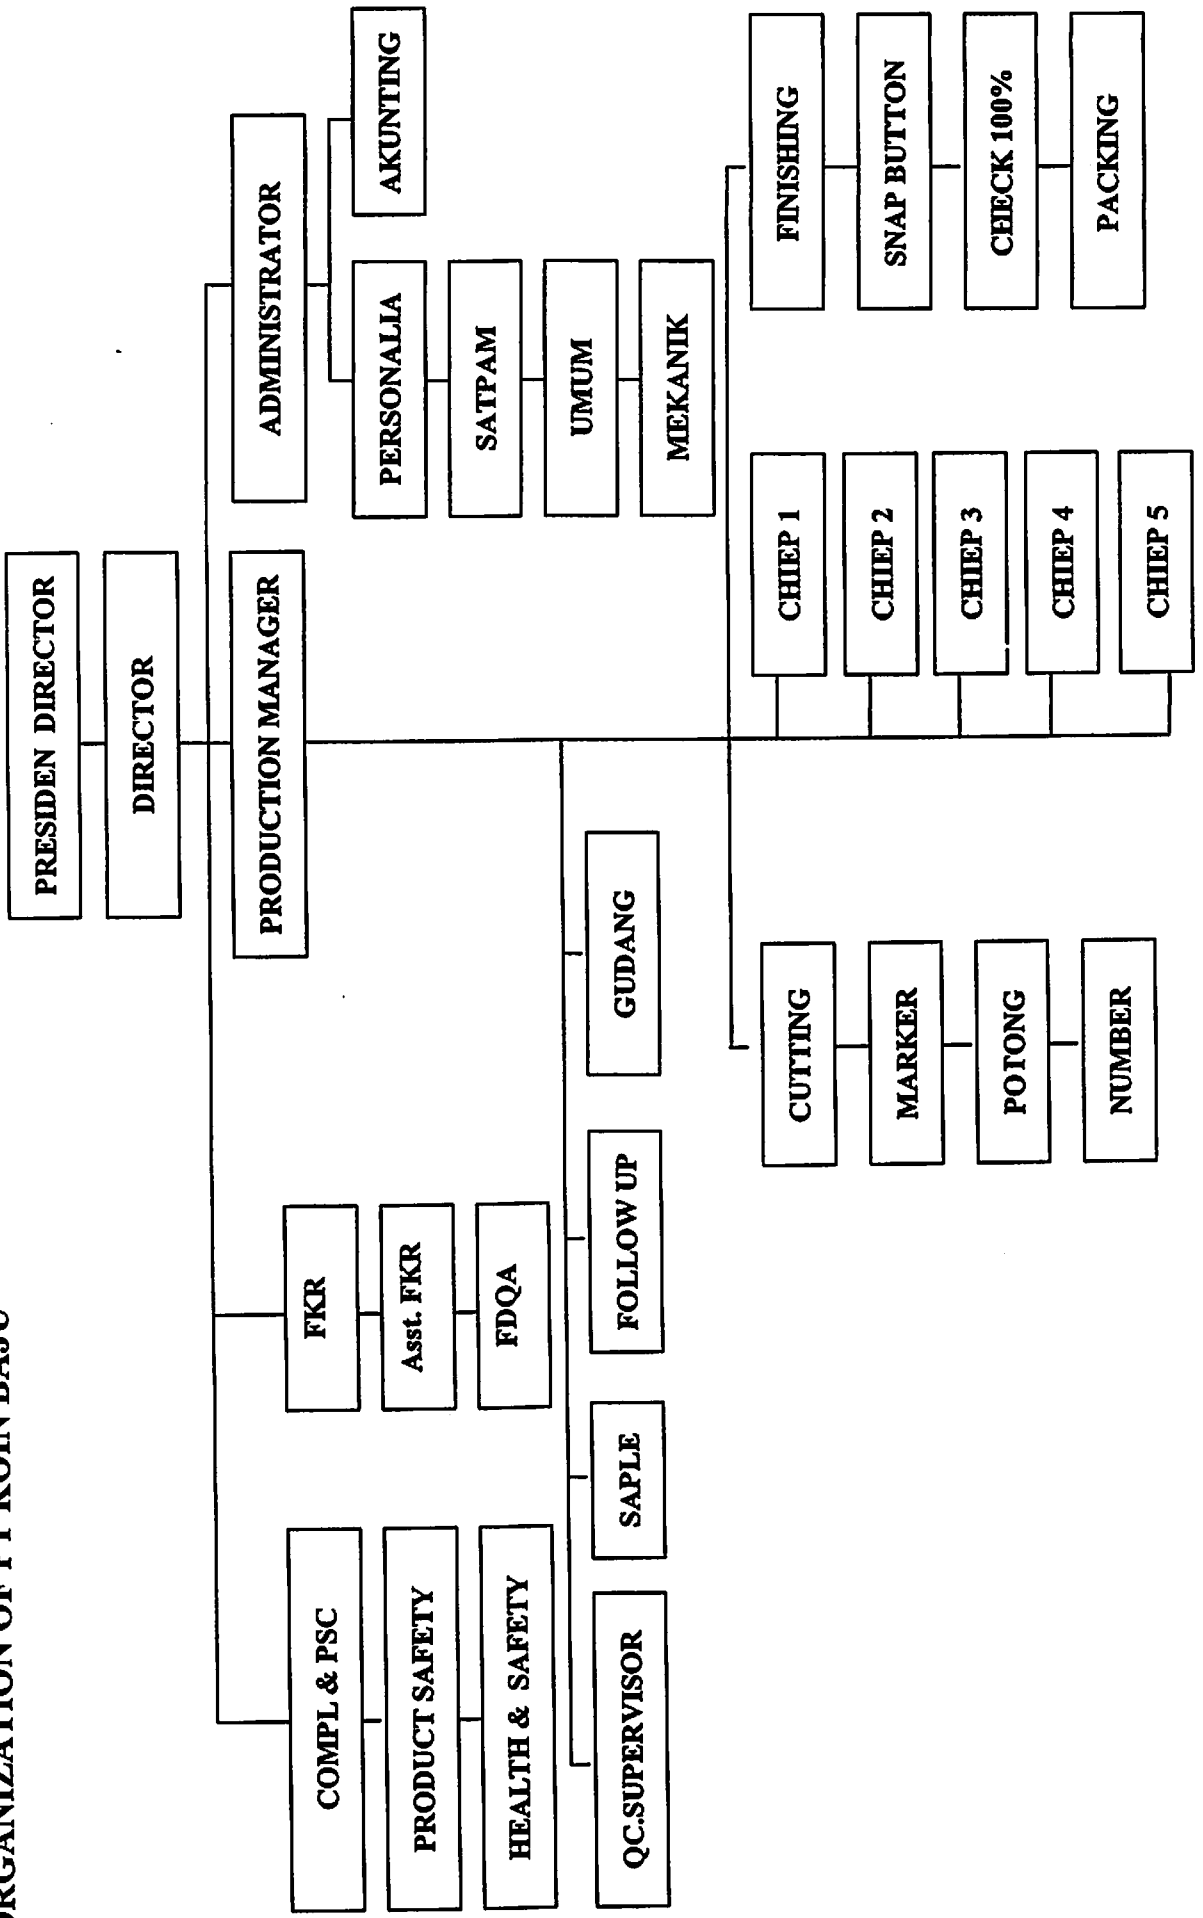 ORGANIZATION OF PT KOIN BAJU
PRESIDEN DIRECTOR
DIRECTOR
PRODUCTION MANAGER
ADMINISTRATOR
COMPL & PSC
PRODUCT SAFETY
HEALTH & SAFETY
FKR
Asst. FKR
FDQA
PERSONALIA
SATPAM
UMUM
MEKANIK
AKUNTING
QC.SUPERVISOR
SAPLE
FOLLOW UP
GUDANG
CUTTING
MARKER
POTONG
NUMBER
CHIEP 1
CHIEP 2
CHIEP 3
CHIEP 4
CHIEP 5
FINISHING
SNAP BUTTON
CHECK 100%
PACKING